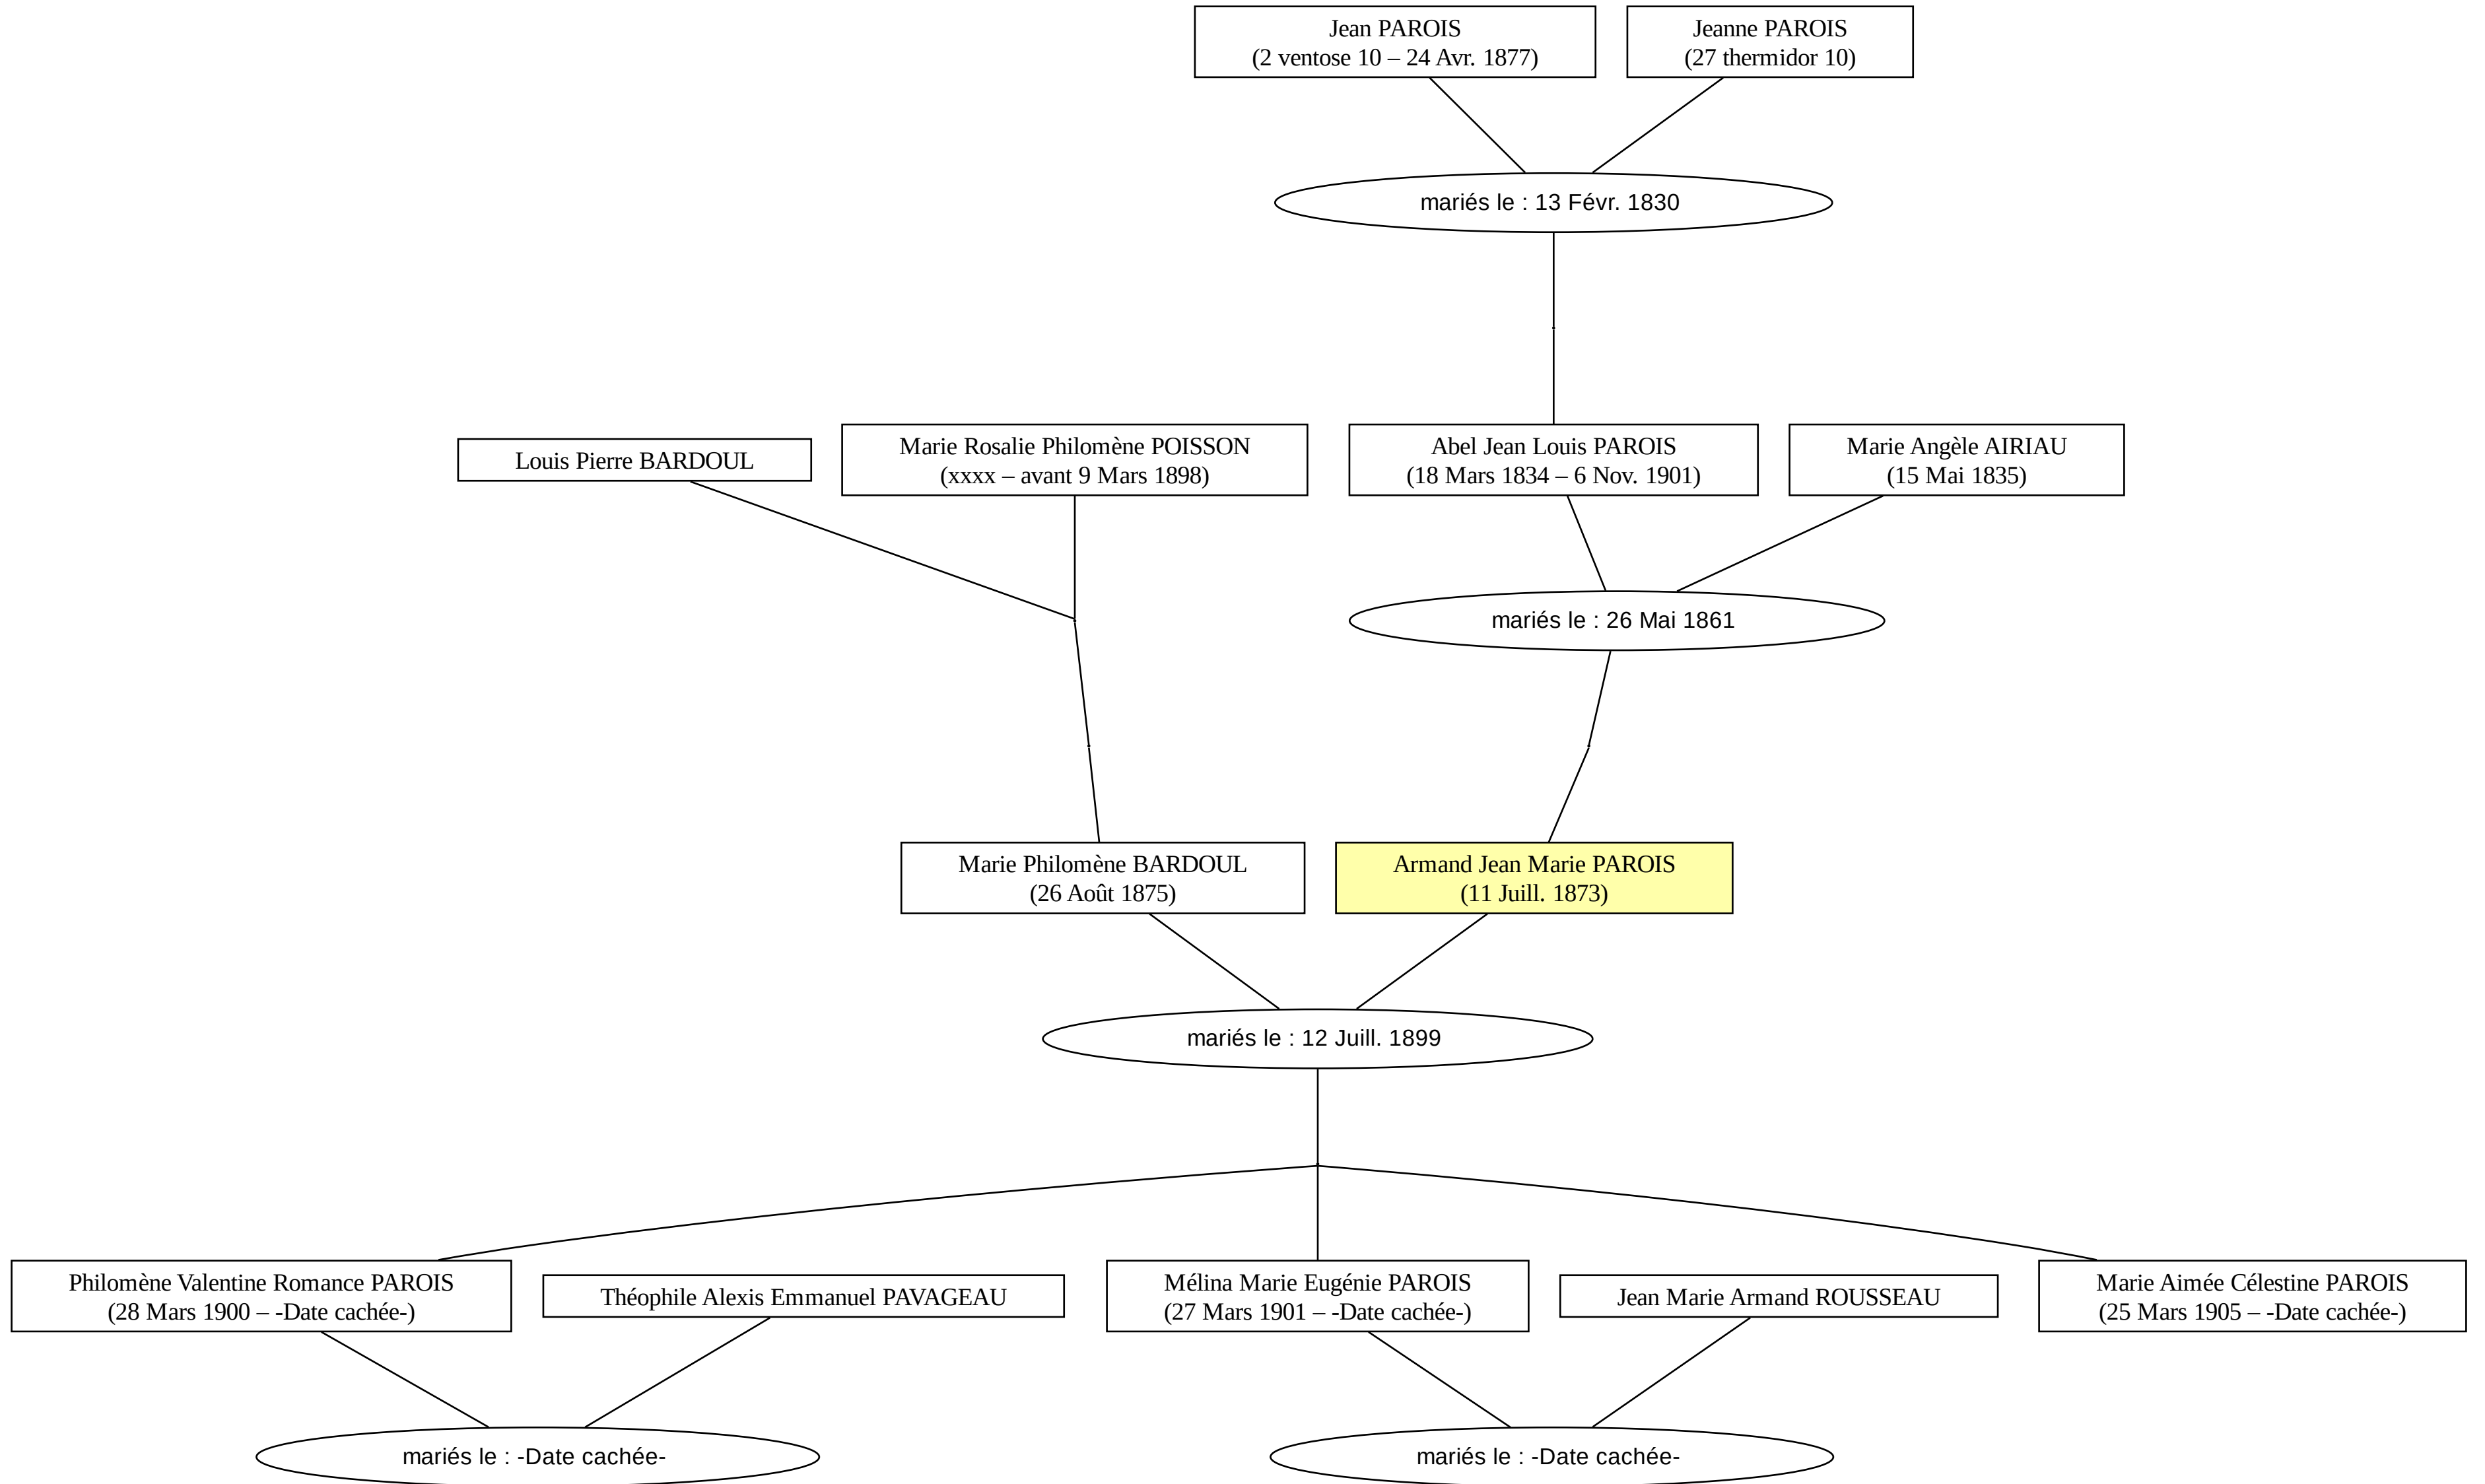 Jean PAROIS
(2 ventose 10 – 24 Avr. 1877)
Jeanne PAROIS
(27 thermidor 10)
mariés le : 13 Févr. 1830
Louis Pierre BARDOUL
Marie Rosalie Philomène POISSON
(xxxx – avant 9 Mars 1898)
Abel Jean Louis PAROIS
(18 Mars 1834 – 6 Nov. 1901)
Marie Angèle AIRIAU
(15 Mai 1835)
mariés le : 26 Mai 1861
Marie Philomène BARDOUL
(26 Août 1875)
Armand Jean Marie PAROIS
(11 Juill. 1873)
mariés le : 12 Juill. 1899
Philomène Valentine Romance PAROIS
(28 Mars 1900 – -Date cachée-)
Théophile Alexis Emmanuel PAVAGEAU
Mélina Marie Eugénie PAROIS
(27 Mars 1901 – -Date cachée-)
Jean Marie Armand ROUSSEAU
Marie Aimée Célestine PAROIS
(25 Mars 1905 – -Date cachée-)
mariés le : -Date cachée-
mariés le : -Date cachée-